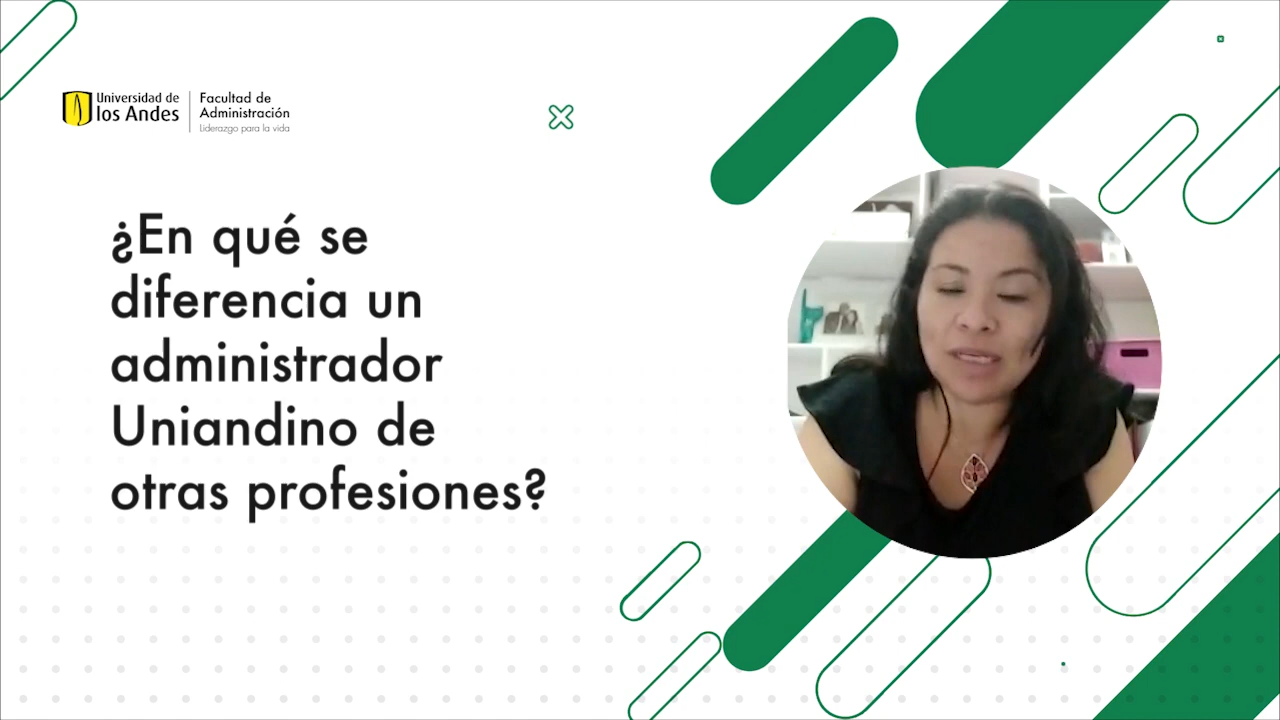 Universidad de
los Andes
Facultad de
Administración
Liderazgo para la vida
¿En qué se
diferencia un
administrador
Uniandino de
otras profesiones?